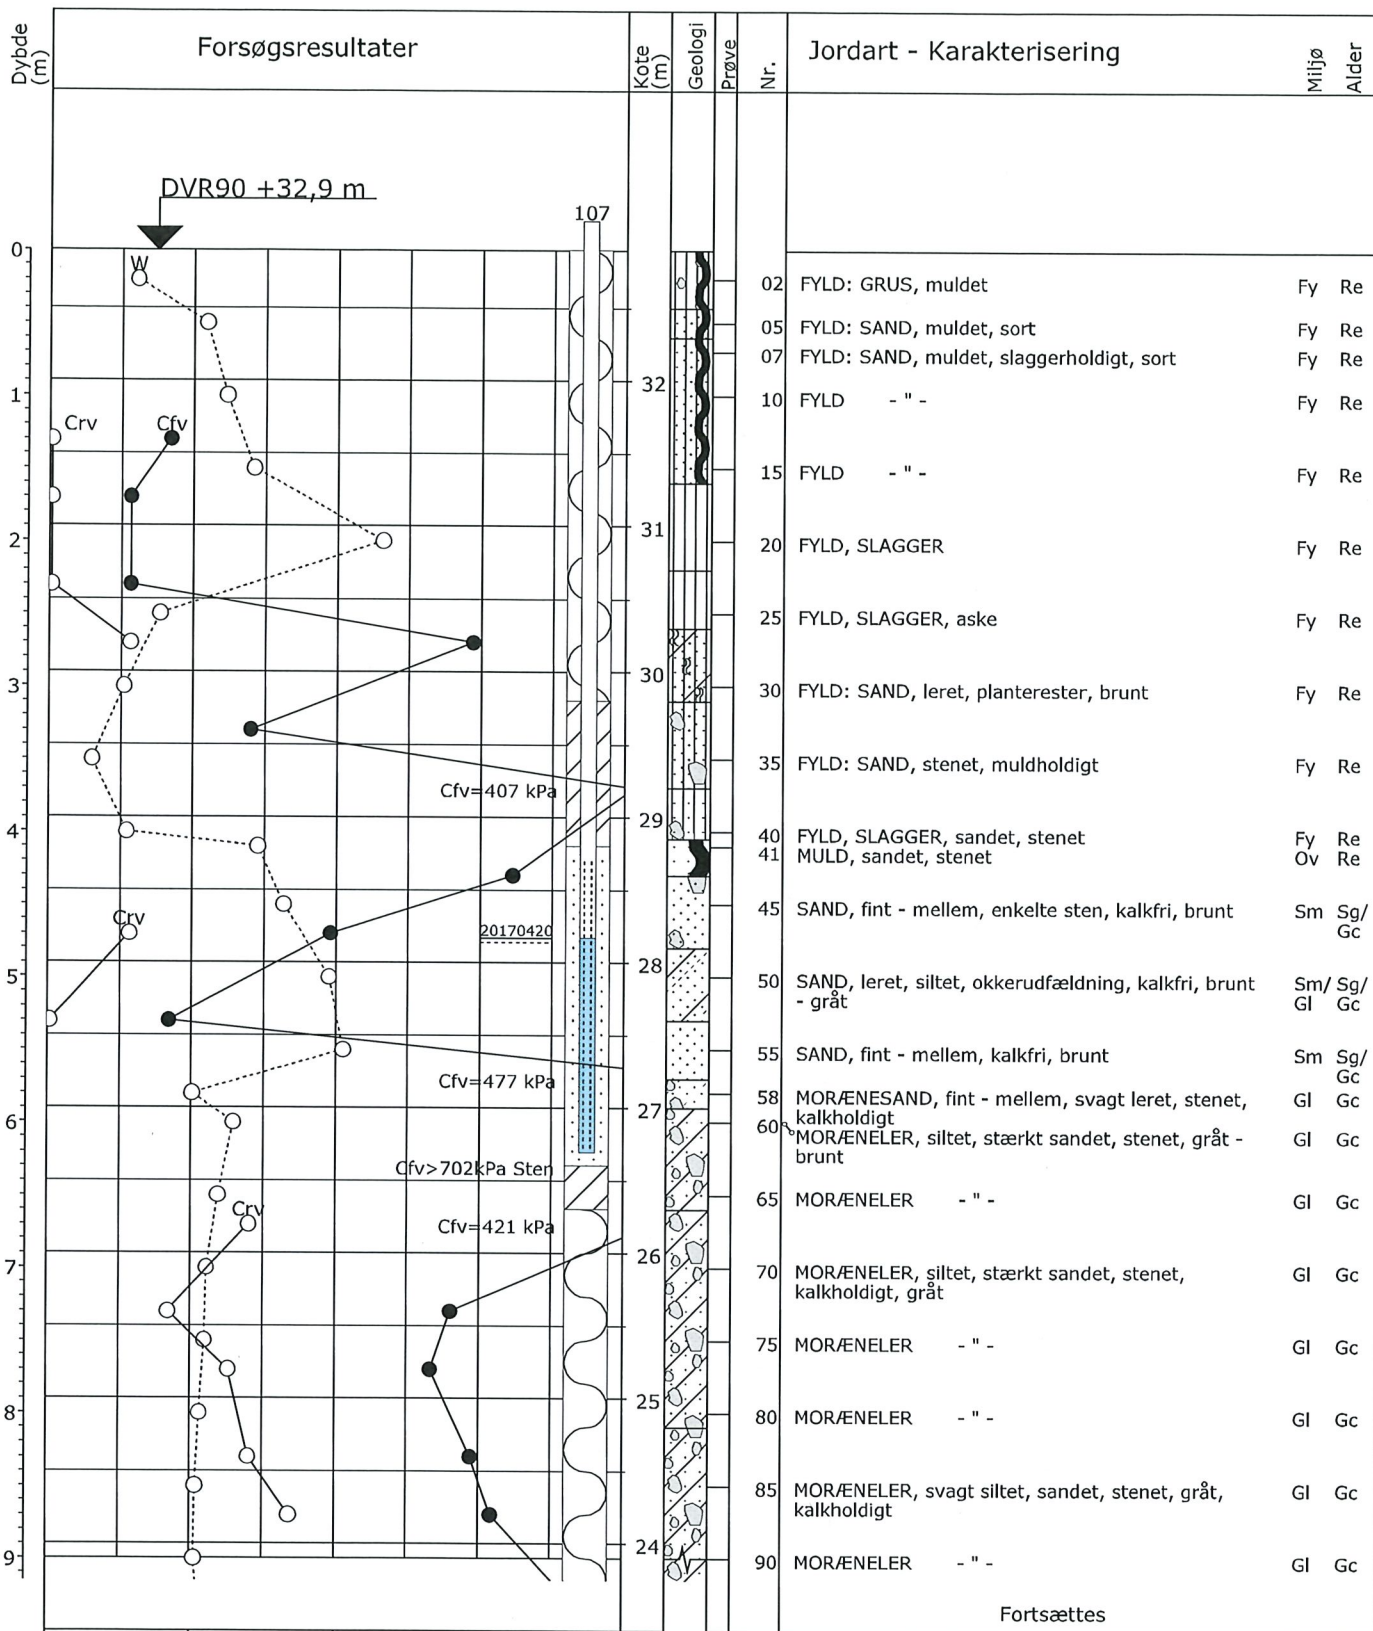 Dybde (m)
Forsøgsresultater
Kote (m)
Geologi
Prøve
Nr.
Jordart - Karakterisering
Miljø
Alder
DVR90 +32,9 m
107
0
W
02 FYLD: GRUS, muldet Fy Re
05 FYLD: SAND, muldet, sort Fy Re
07 FYLD: SAND, muldet, slaggerholdigt, sort Fy Re
32
1
10 FYLD - " - Fy Re
Crv Cfv
15 FYLD - " - Fy Re
31
2
20 FYLD, SLAGGER Fy Re
25 FYLD, SLAGGER, aske Fy Re
30
3
30 FYLD: SAND, leret, planterester, brunt Fy Re
35 FYLD: SAND, stenet, muldholdigt Fy Re
Cfv=407 kPa
29
4
40 FYLD, SLAGGER, sandet, stenet Fy Re
41 MULD, sandet, stenet Ov Re
Crv
45 SAND, fint - mellem, enkelte sten, kalkfri, brunt Sm Sg/
Gc
20170420
28
5
50 SAND, leret, siltet, okkerudfældning, kalkfri, brunt Sm/ Sg/
- gråt Gl Gc
55 SAND, fint - mellem, kalkfri, brunt Sm Sg/
Gc
Cfv=477 kPa
58 MORÆNESAND, fint - mellem, svagt leret, stenet, Gl Gc
kalkholdigt
27
6
60 MORÆNELER, siltet, stærkt sandet, stenet, gråt - Gl Gc
brunt
Cfv>702kPa Sten
65 MORÆNELER - " - Gl Gc
Crv
Cfv=421 kPa
26
7
70 MORÆNELER, siltet, stærkt sandet, stenet, Gl Gc
kalkholdigt, gråt
75 MORÆNELER - " - Gl Gc
25
8
80 MORÆNELER - " - Gl Gc
85 MORÆNELER, svagt siltet, sandet, stenet, gråt, Gl Gc
kalkholdigt
24
9
90 MORÆNELER - " - Gl Gc
Fortsættes